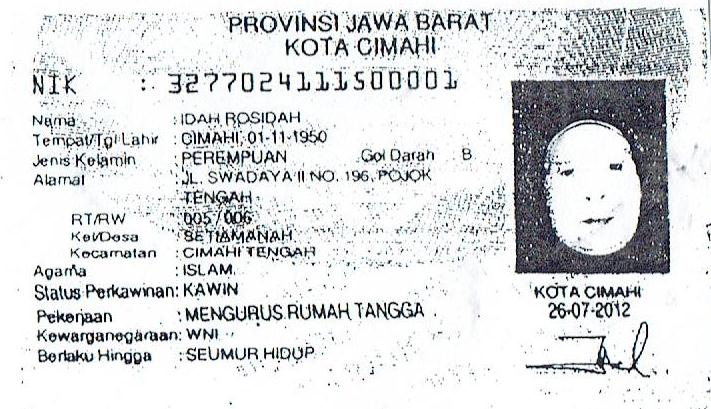 PROVINSI JAWA BARAT
KOTA CIMAHI
NIK : 3277024111500001
Nama : IDAH ROSIDAH
Tempat/Tgl Lahir : CIMAHI, 01-11-1950
Jenis Kelamin : PEREMPUAN Gol Darah B
Alamat : JL. SWADAYA II NO. 196. POJOK
TENGAH
RT/RW : 005 / 006
Kel/Desa : SETIAMANAH
Kecamatan : CIMAHI TENGAH
Agama : ISLAM
Status Perkawinan: KAWIN
Pekerjaan : MENGURUS RUMAH TANGGA
Kewarganegaraan: WNI
Berlaku Hingga : SEUMUR HIDUP
KOTA CIMAHI
26-07-2012